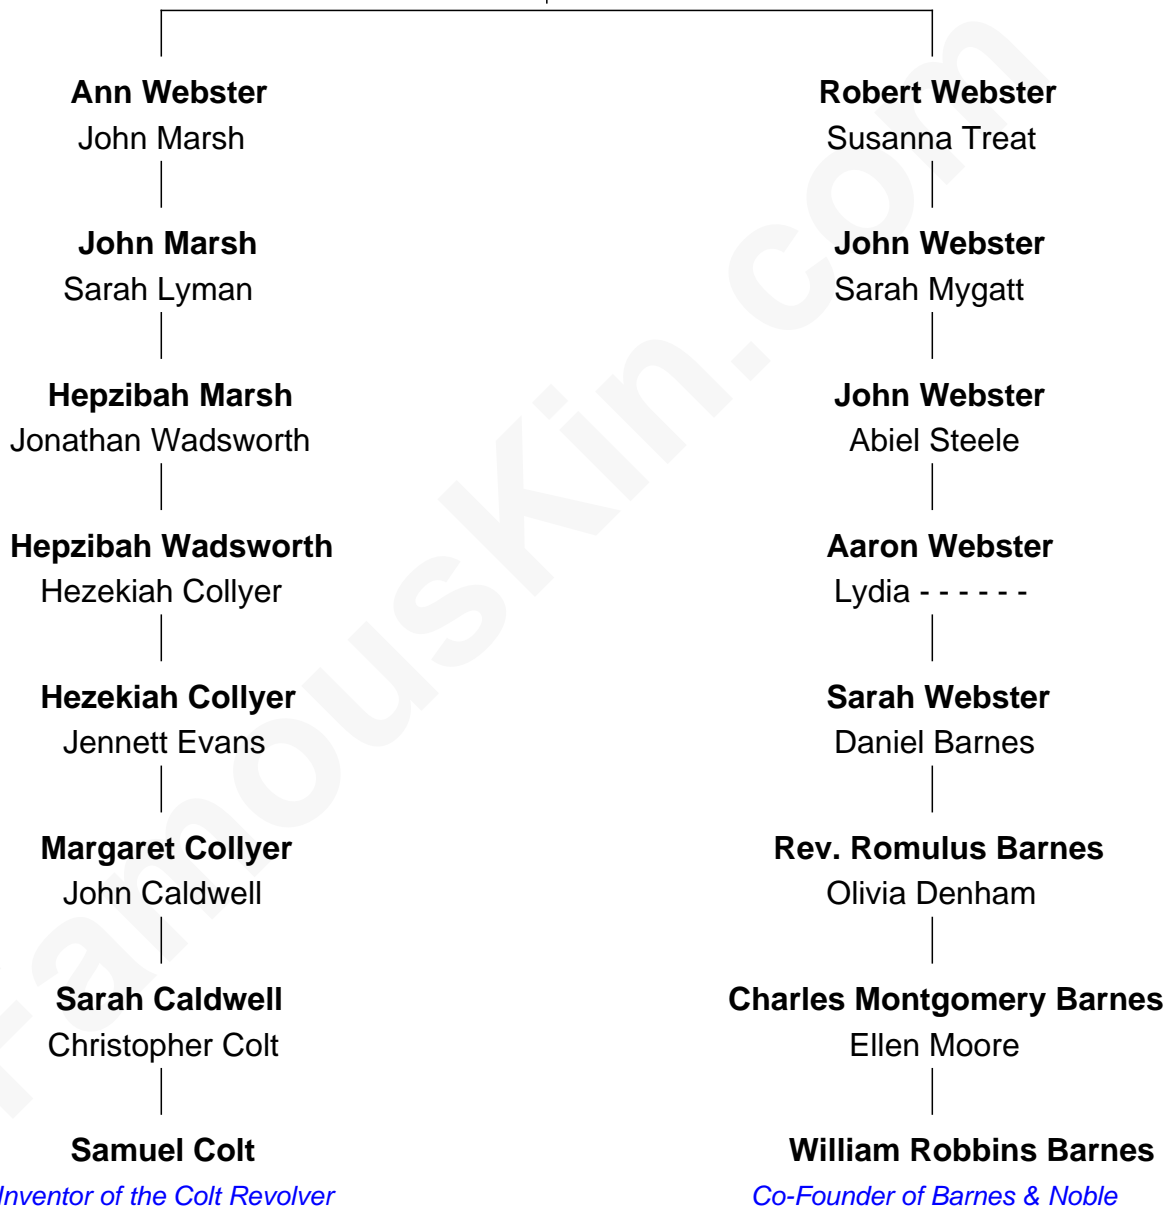 Ann Webster
John Marsh
John Marsh
Sarah Lyman
Hepzibah Marsh
Jonathan Wadsworth
Hepzibah Wadsworth
Hezekiah Collyer
Hezekiah Collyer
Jennett Evans
Margaret Collyer
John Caldwell
Sarah Caldwell
Christopher Colt
Samuel Colt
Inventor of the Colt Revolver
Robert Webster
Susanna Treat
John Webster
Sarah Mygatt
John Webster
Abiel Steele
Aaron Webster
Lydia - - - - - -
Sarah Webster
Daniel Barnes
Rev. Romulus Barnes
Olivia Denham
Charles Montgomery Barnes
Ellen Moore
William Robbins Barnes
Co-Founder of Barnes & Noble
FamousKin.com